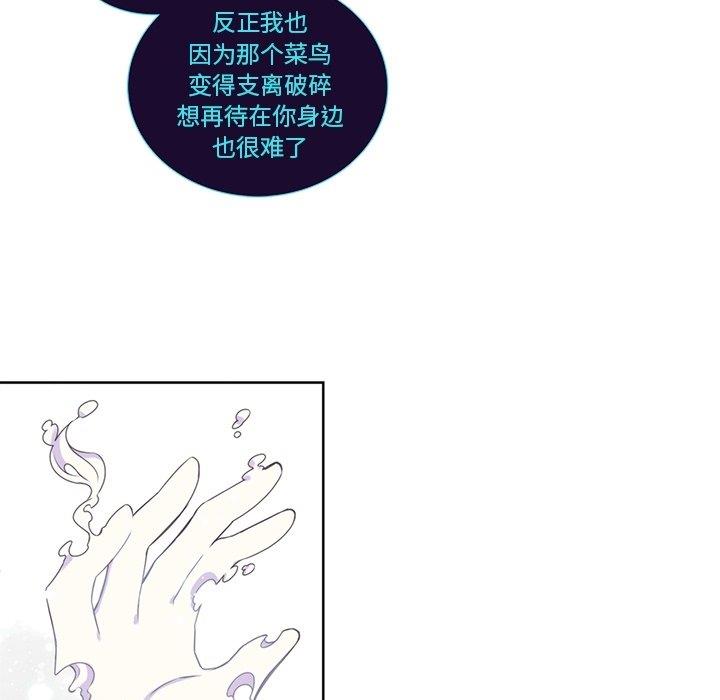 反正我也
因为那个菜鸟
变得支离破碎
想再待在你身边
也很难了